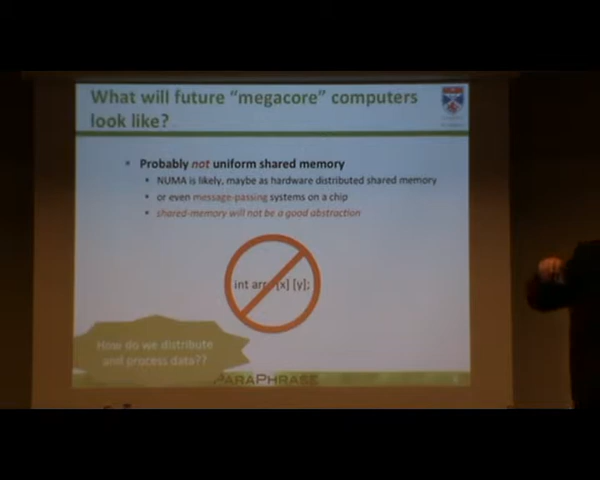 What will future “megacore” computers
look like?
▪ Probably not uniform shared memory
▪ NUMA is likely, maybe as hardware distributed shared memory
▪ or even message-passing systems on a chip
▪ shared-memory will not be a good abstraction
int arr [x] [y];
How do we distribute
and process data??
PARAPHRASE